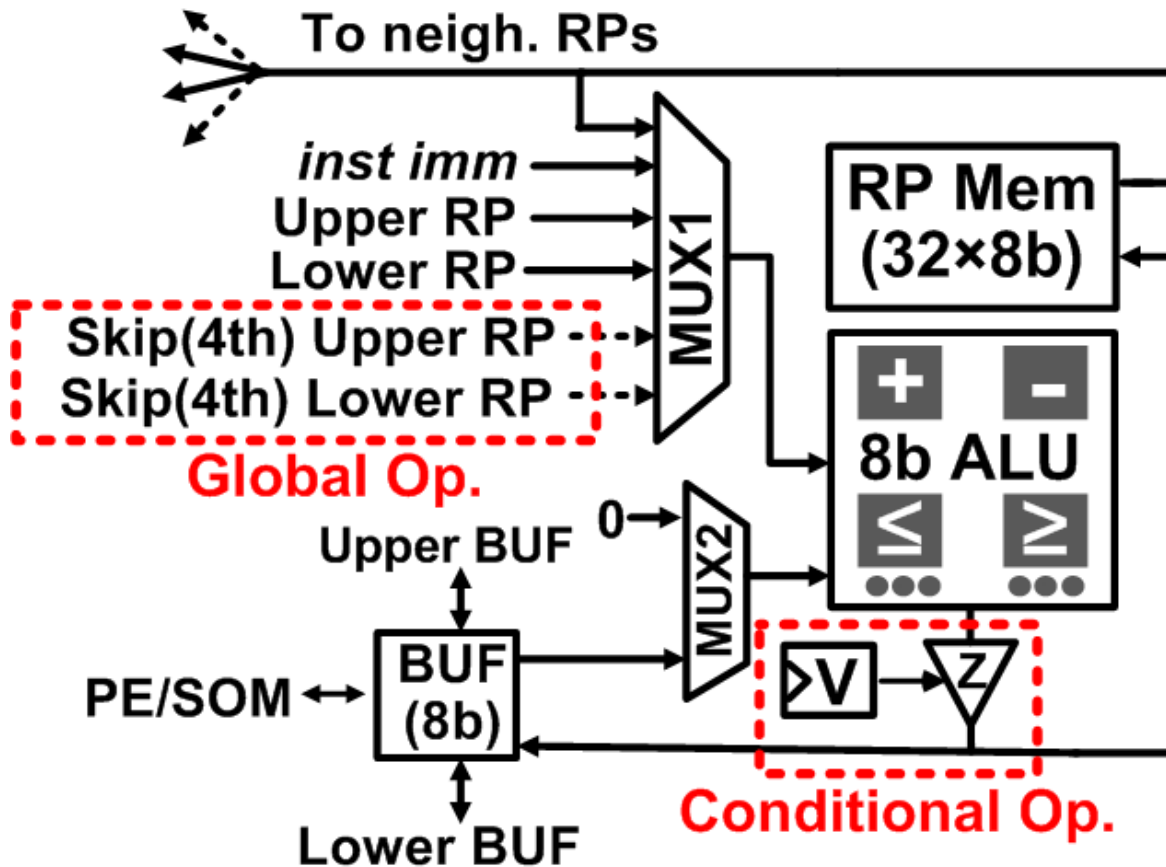 To neigh. RPs
inst imm
Upper RP
Lower RP
Skip(4th) Upper RP
Skip(4th) Lower RP
Global Op.
MUX1
RP Mem
(32×8b)
+ -
8b ALU
≤ ≥
0
MUX2
Upper BUF
BUF
(8b)
PE/SOM
Lower BUF
V
Z
Conditional Op.